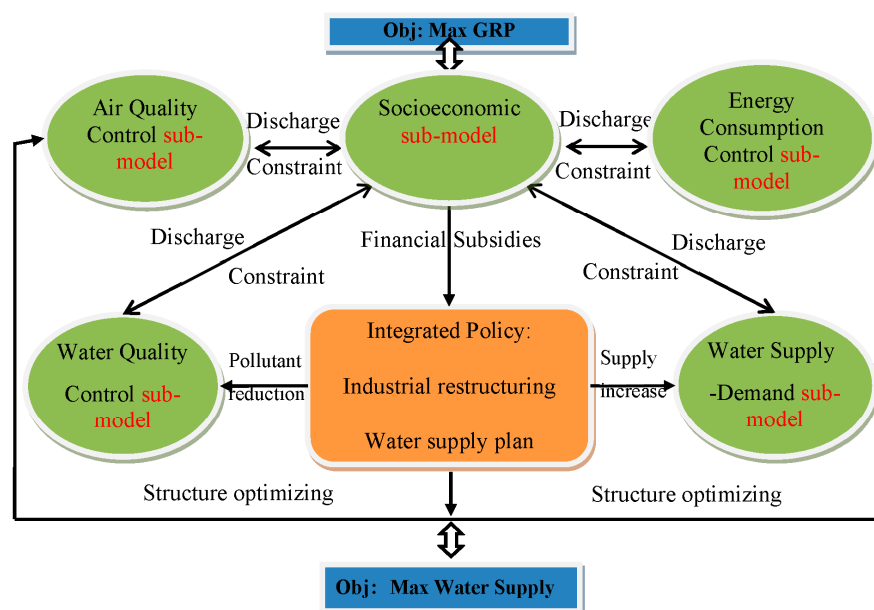 Obj: Max GRP
Air Quality
Control sub-
model
Discharge
Constraint
Socioeconomic
sub-model
Discharge
Constraint
Energy
Consumption
Control sub-
model
Discharge
Constraint
Financial Subsidies
Discharge
Constraint
Water Quality
Control sub-
model
Pollutant
reduction
Integrated Policy:
Industrial restructuring
Water supply plan
Supply
increase
Water Supply
-Demand sub-
model
Structure optimizing
Structure optimizing
Obj: Max Water Supply